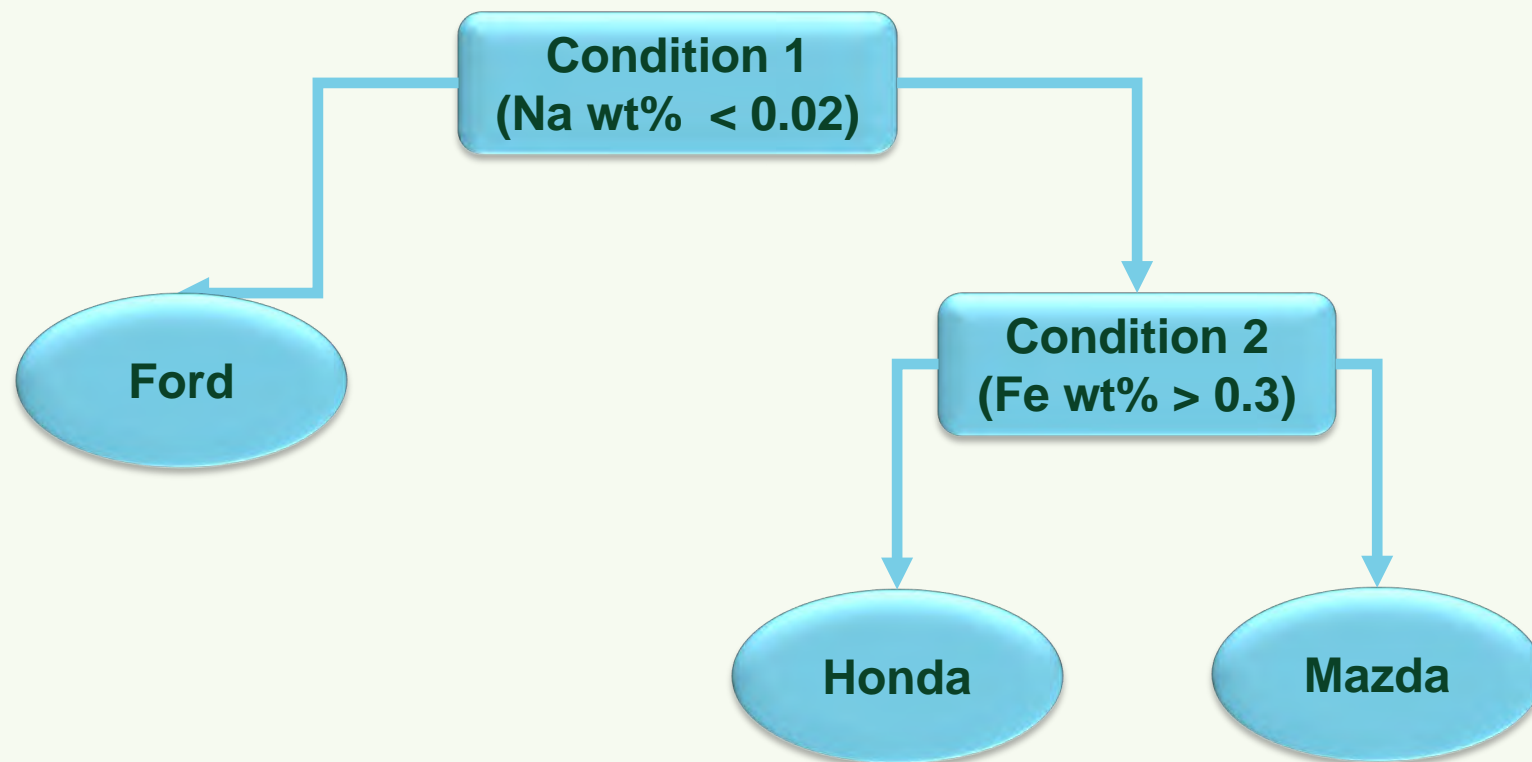 Condition 1
(Na wt%  < 0.02)
Ford
Condition 2
(Fe wt% > 0.3)
Honda
Mazda